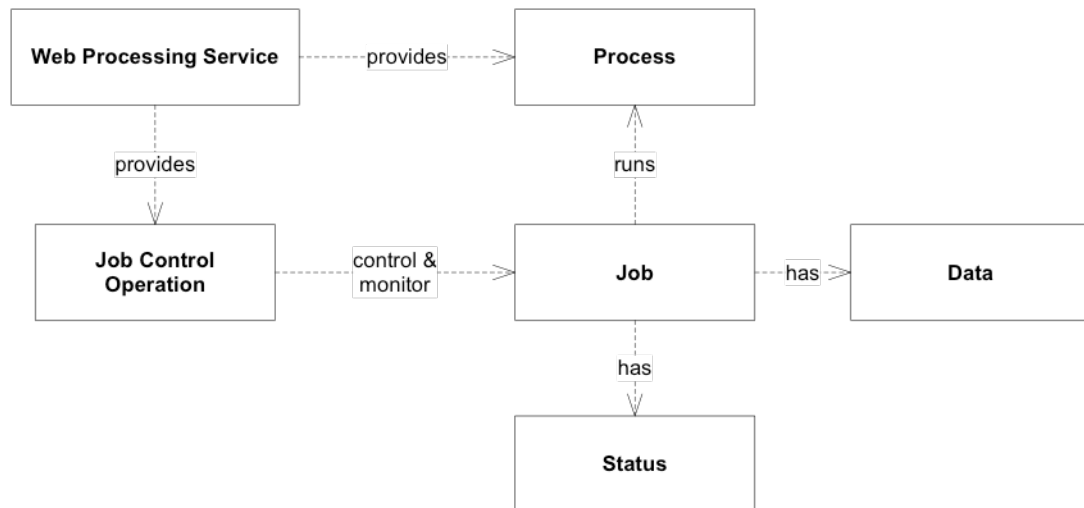 Web Processing Service
provides
Process
provides
runs
Job Control
Operation
control &
monitor
Job
has
Data
has
Status